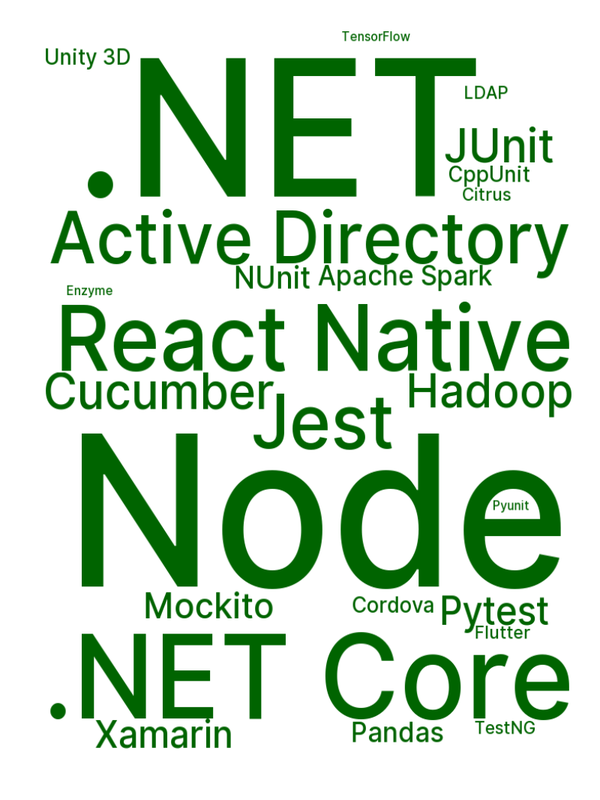 TensorFlow
Unity 3D
.NET
LDAP
JUnit
CppUnit
Citrus
Active Directory
NUnit
Apache Spark
Enzyme
React Native
Cucumber
Hadoop
Jest
Node
Pyunit
Mockito
Cordova
Pytest
Flutter
.NET Core
Xamarin
Pandas
TestNG